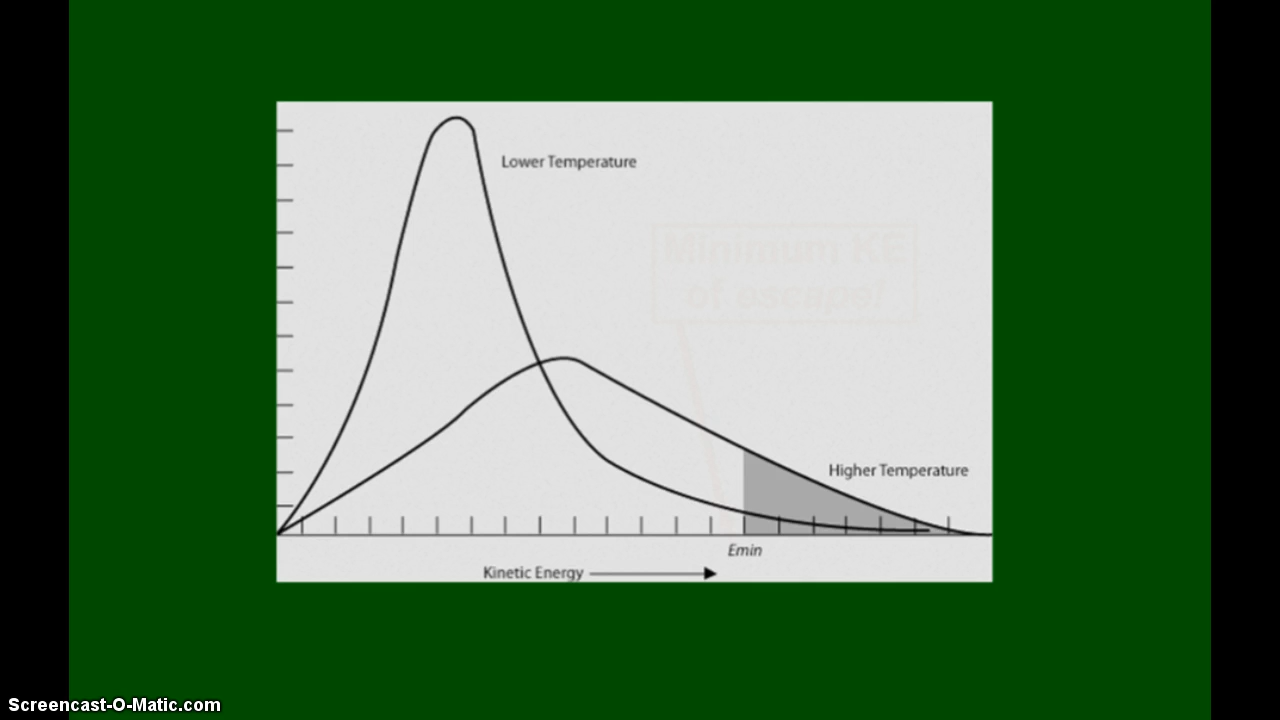 Lower Temperature
Minimum KE
of escape!
Higher Temperature
Emin
Kinetic Energy
Screencast-O-Matic.com